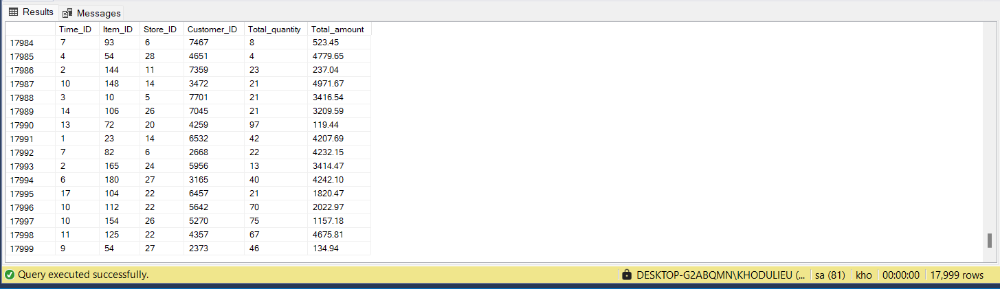 Results Messages
Time_ID Item_ID Store_ID Customer_ID Total_quantity Total_amount
17984 7 93 6 7467 8 523.45
17985 4 54 28 4651 4 4779.65
17986 2 144 11 7359 23 237.04
17987 10 148 14 3472 21 4971.67
17988 3 10 5 7701 21 3416.54
17989 14 106 26 7045 21 3209.59
17990 13 72 20 4259 97 119.44
17991 1 23 14 6532 42 4207.69
17992 7 82 6 2668 22 4232.15
17993 2 165 24 5956 13 3414.47
17994 6 180 27 3165 40 4242.10
17995 17 104 22 6457 21 1820.47
17996 10 112 22 5642 70 2022.97
17997 10 154 26 5270 75 1157.18
17998 11 125 22 4357 67 4675.81
17999 9 54 27 2373 46 134.94
Query executed successfully. DESKTOP-G2ABQMN\KHODULIEU (... sa (81) kho 00:00:00 17,999 rows